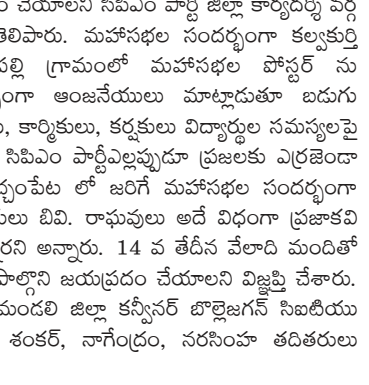 చేయాలని సిపిఎం పార్టీ జిల్లా కార్యదర్శి వర్గ
తెలిపారు. మహాసభల సందర్భంగా కల్వకుర్తి
పల్లి గ్రామంలో మహాసభల పోస్టర్ ను
ంగా ఆంజనేయులు మాట్లాడుతూ బడుగు
, కార్మికులు, కర్షకులు విద్యార్థుల సమస్యలపై
సిపిఎం పార్టీఎల్లప్పుడూ ప్రజలకు ఎర్రజెండా
చ్చంపేట లో జరిగే మహాసభల సందర్భంగా
లు బివి. రాఘవులు అదే విధంగా ప్రజాకవి
రని అన్నారు. 14 వ తేదీన వేలాది మందితో
పాల్గొని జయప్రదం చేయాలని విజ్ఞప్తి చేశారు.
మండలి జిల్లా కన్వీనర్ బొల్లెజగన్ సిఐటియు
శంకర్, నాగేంద్రం, నరసింహ తదితరులు